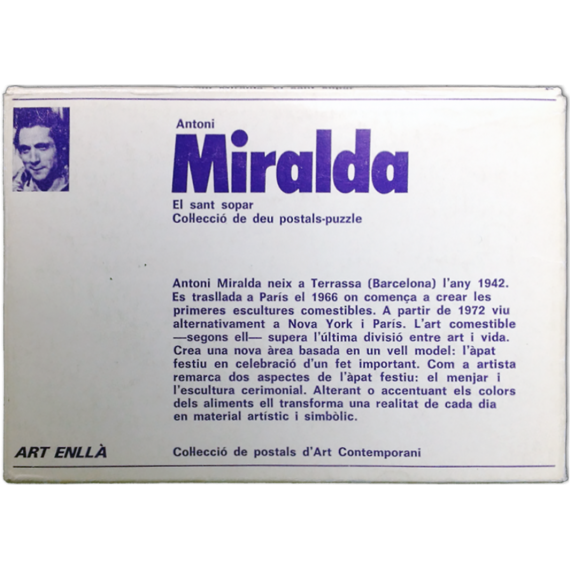 Antoni
Miralda
El sant sopar
Col·lecció de deu postals-puzzle
Antoni Miralda neix a Terrassa (Barcelona) l'any 1942.
Es trasllada a París el 1966 on comença a crear les
primeres escultures comestibles. A partir de 1972 viu
alternativament a Nova York i París. L'art comestible
—segons ell— supera l'última divisió entre art i vida.
Crea una nova àrea basada en un vell model: l'àpat
festiu en celebració d'un fet important. Com a artista
remarca dos aspectes de l'àpat festiu: el menjar i
l'escultura cerimonial. Alterant o accentuant els colors
dels aliments ell transforma una realitat de cada dia
en material artístic i simbòlic.
ART ENLLÀ
Col·lecció de postals d'Art Contemporani